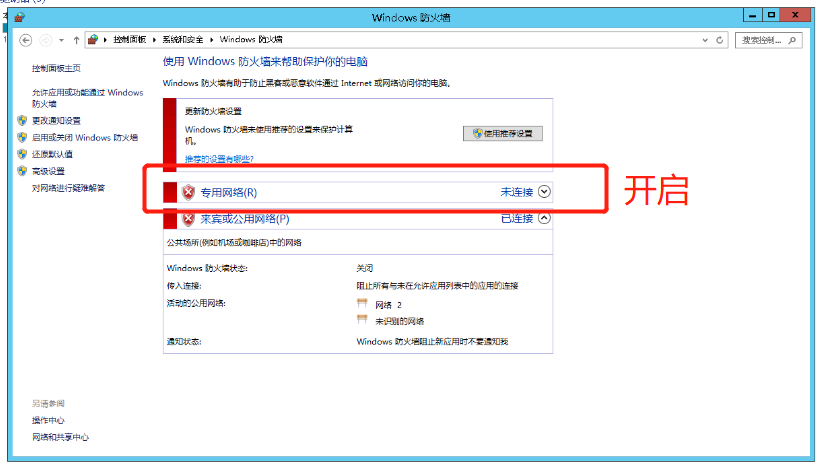 Windows 防火墙
控制面板 系统和安全 Windows 防火墙
搜索控制...
控制面板主页
允许应用或功能通过 Windows
防火墙
更改通知设置
启用或关闭 Windows 防火墙
还原默认值
高级设置
对网络进行疑难解答
使用 Windows 防火墙来帮助保护你的电脑
Windows 防火墙有助于防止黑客或恶意软件通过 Internet 或网络访问你的电脑。
更新防火墙设置
Windows 防火墙未使用推荐的设置来保护计算
机。
使用推荐设置
推荐的设置有哪些?
专用网络(R) 未连接
开启
来宾或公用网络(P) 已连接
公共场所(例如机场或咖啡店)中的网络
Windows 防火墙状态: 关闭
传入连接: 阻止所有与未在允许应用列表中的应用的连接
活动的公用网络: 网络 2
未识别的网络
通知状态: Windows 防火墙阻止新应用时不要通知我
另请参阅
操作中心
网络和共享中心